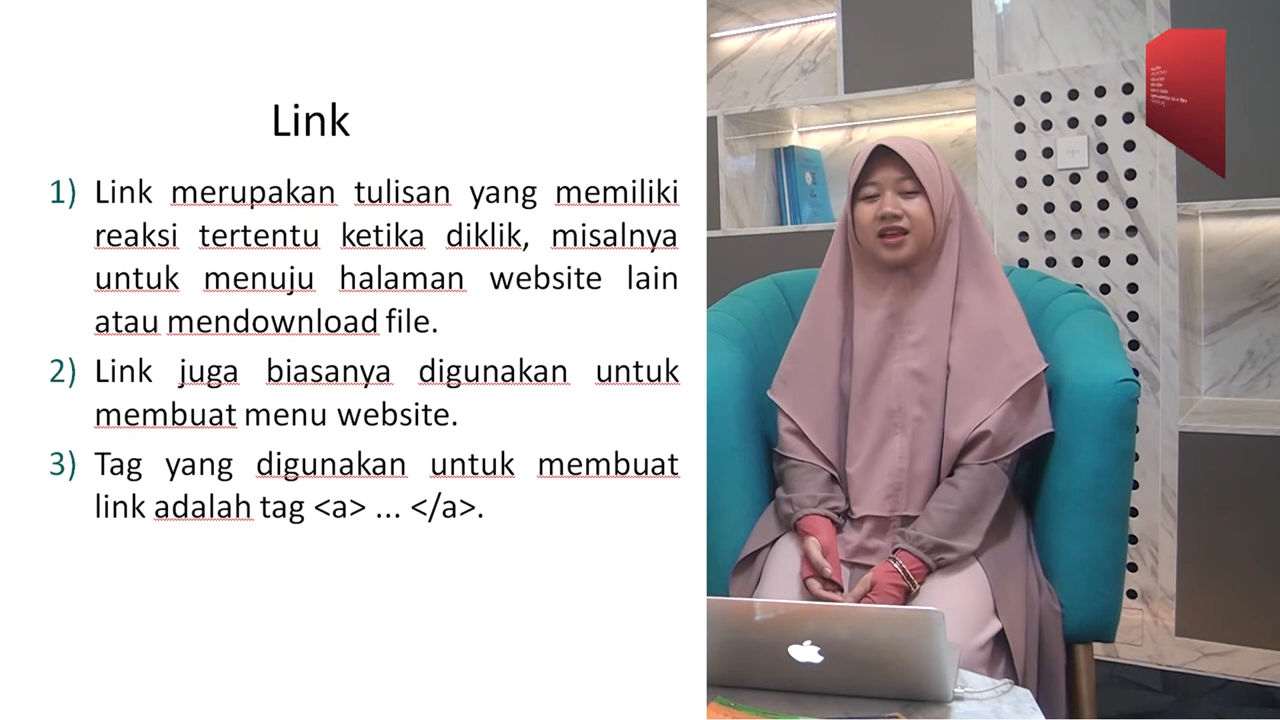 Link
1) Link merupakan tulisan yang memiliki
reaksi tertentu ketika diklik, misalnya
untuk menuju halaman website lain
atau mendownload file.
2) Link juga biasanya digunakan untuk
membuat menu website.
3) Tag yang digunakan untuk membuat
link adalah tag <a> ... </a>.